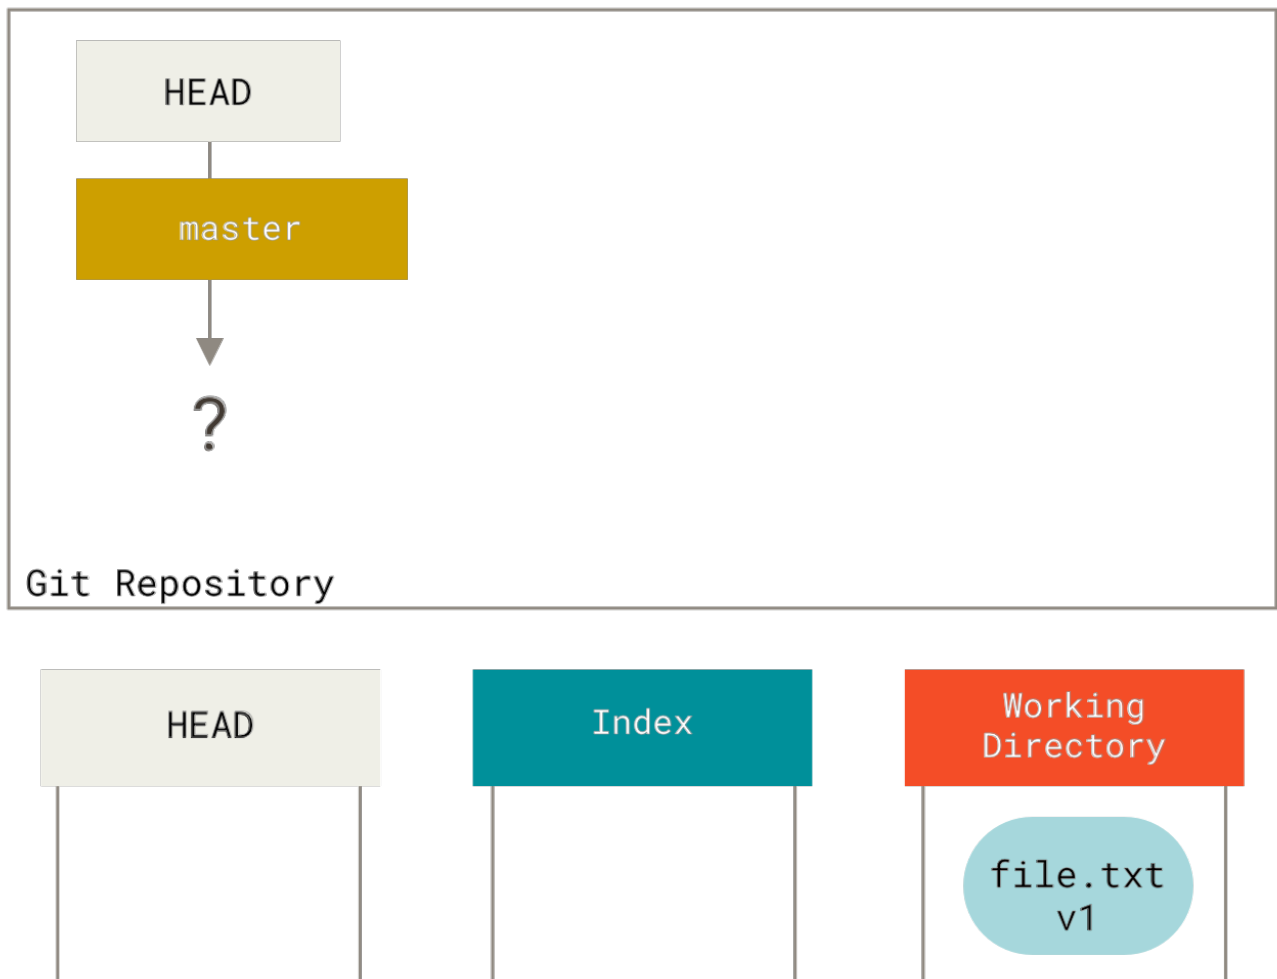 HEAD
master
?
Git Repository
HEAD
Index
Working
Directory
file.txt
v1